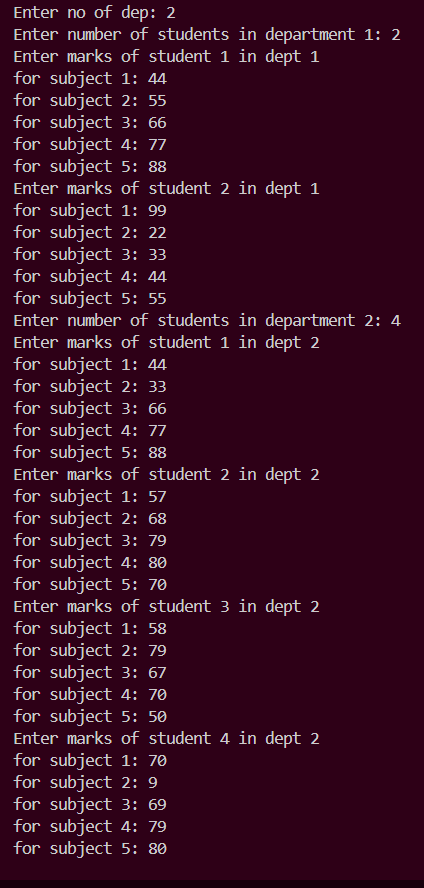 Enter no of dep: 2
Enter number of students in department 1: 2
Enter marks of student 1 in dept 1
for subject 1: 44
for subject 2: 55
for subject 3: 66
for subject 4: 77
for subject 5: 88
Enter marks of student 2 in dept 1
for subject 1: 99
for subject 2: 22
for subject 3: 33
for subject 4: 44
for subject 5: 55
Enter number of students in department 2: 4
Enter marks of student 1 in dept 2
for subject 1: 44
for subject 2: 33
for subject 3: 66
for subject 4: 77
for subject 5: 88
Enter marks of student 2 in dept 2
for subject 1: 57
for subject 2: 68
for subject 3: 79
for subject 4: 80
for subject 5: 70
Enter marks of student 3 in dept 2
for subject 1: 58
for subject 2: 79
for subject 3: 67
for subject 4: 70
for subject 5: 50
Enter marks of student 4 in dept 2
for subject 1: 70
for subject 2: 9
for subject 3: 69
for subject 4: 79
for subject 5: 80